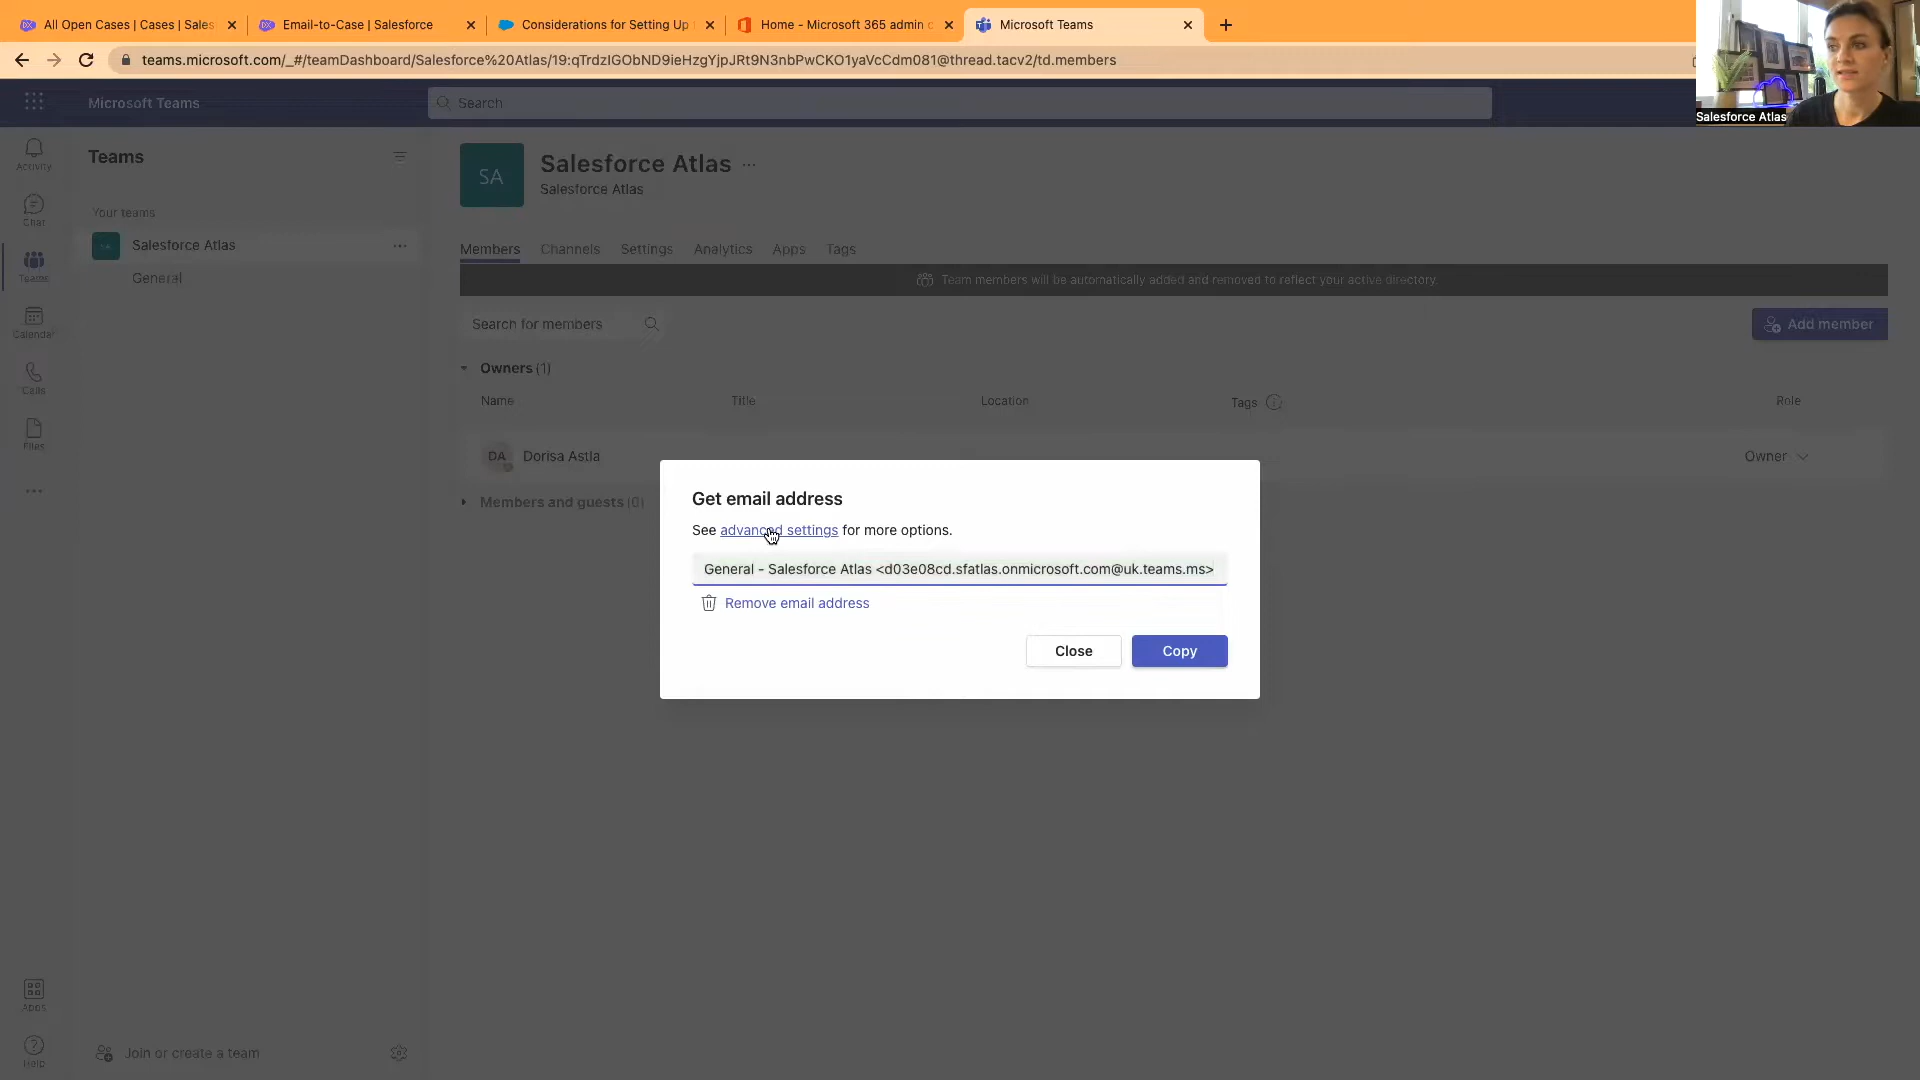 All Open Cases | Cases | Sales
Email-to-Case | Salesforce
Considerations for Setting Up
Home - Microsoft 365 admin c
Microsoft Teams
teams.microsoft.com/_#/teamDashboard/Salesforce%20Atlas/19:qTrdzIGObND9ieHzgYjpJRt9N3nbPwCKO1yaVcCdm081@thread.tacv2/td.members
Microsoft Teams
Search
Salesforce Atlas
Activity
Chat
Teams
Calendar
Calls
Files
Apps
Help
Teams
Your teams
SA
Salesforce Atlas
General
Join or create a team
SA
Salesforce Atlas
Salesforce Atlas
Members Channels Settings Analytics Apps Tags
Team members will be automatically added and removed to reflect your active directory.
Search for members
Add member
Owners (1)
Name Title Location Tags Role
DA Dorisa Astla Owner
Members and guests (0)
Get email address
See advanced settings for more options.
General - Salesforce Atlas <d03e08cd.sfatlas.onmicrosoft.com@uk.teams.ms>
Remove email address
Close
Copy